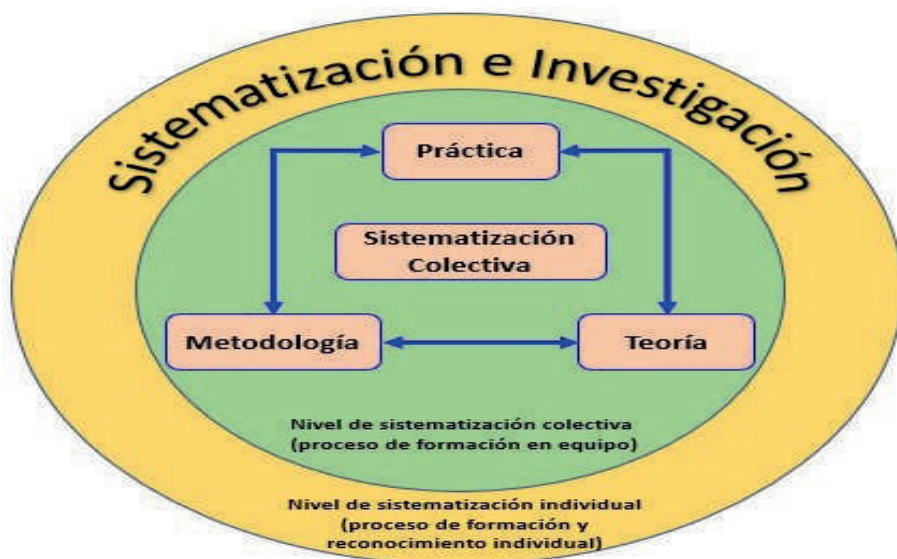 Sistematización e Investigación
Práctica
Sistematización
Colectiva
Metodología
Teoría
Nivel de sistematización colectiva
(proceso de formación en equipo)
Nivel de sistematización individual
(proceso de formación y
reconocimiento individual)